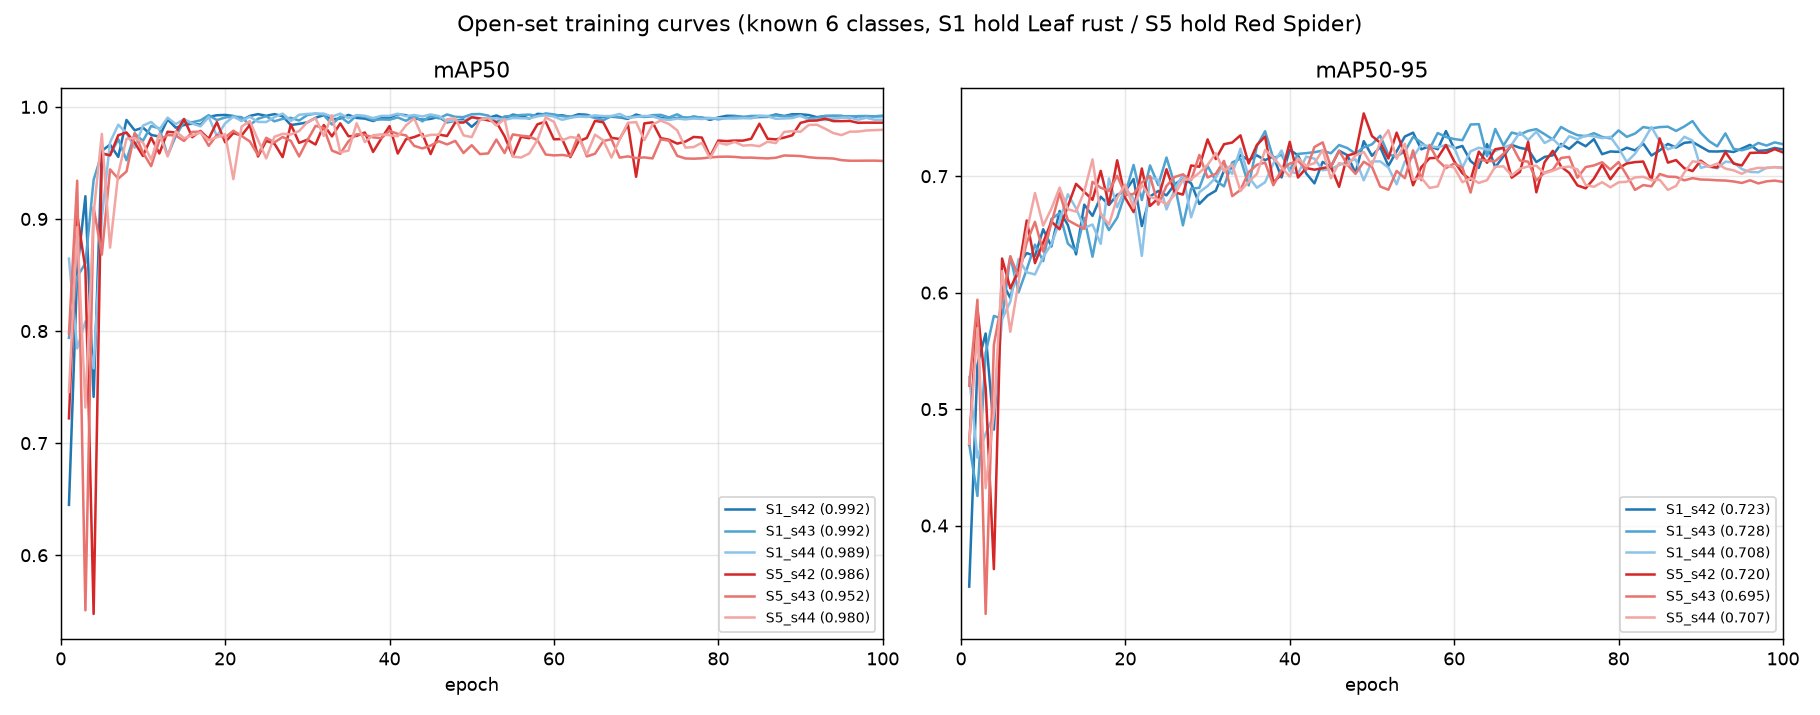 Open-set training curves (known 6 classes, S1 hold Leaf rust / S5 hold Red Spider)
mAP50
1.0
0.9
0.8
0.7
0.6
0
20
40
60
80
100
epoch
S1_s42 (0.992)
S1_s43 (0.992)
S1_s44 (0.989)
S5_s42 (0.986)
S5_s43 (0.952)
S5_s44 (0.980)
mAP50-95
0.7
0.6
0.5
0.4
0
20
40
60
80
100
epoch
S1_s42 (0.723)
S1_s43 (0.728)
S1_s44 (0.708)
S5_s42 (0.720)
S5_s43 (0.695)
S5_s44 (0.707)